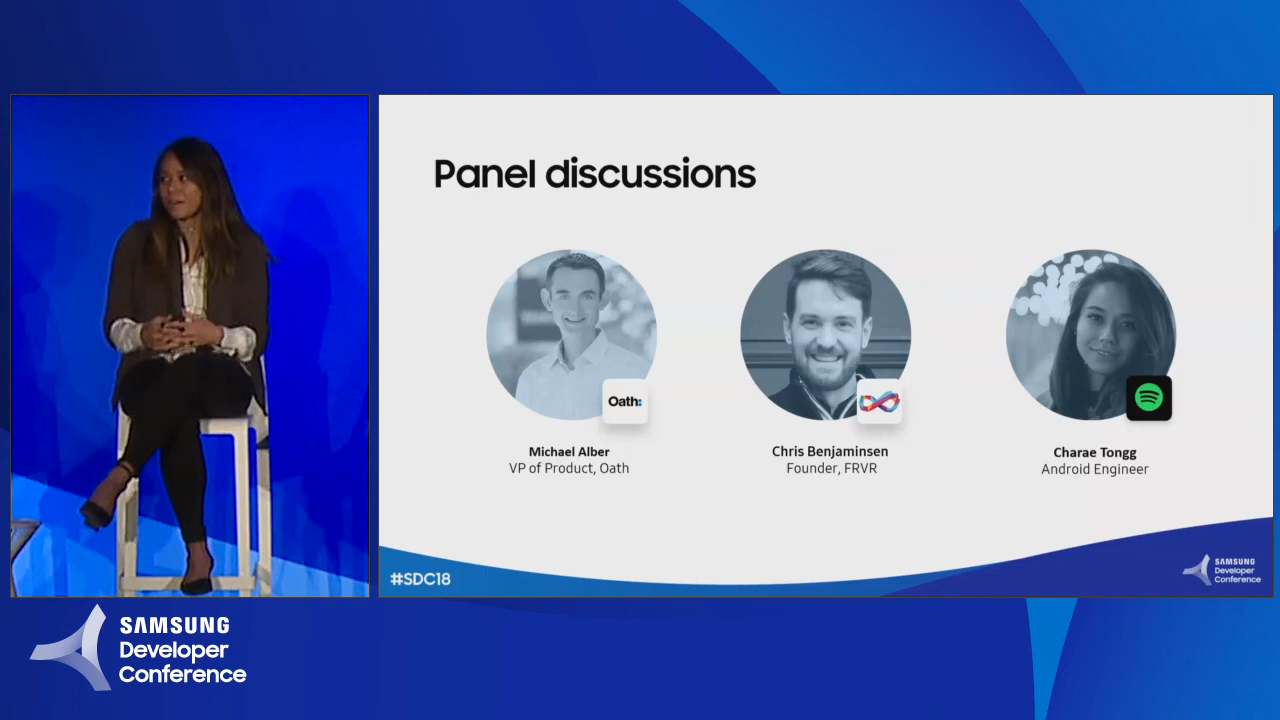 Panel discussions
Oath:
Michael Alber
VP of Product, Oath
Chris Benjaminsen
Founder, FRVR
Charae Tongg
Android Engineer
#SDC18
SAMSUNG
Developer
Conference
SAMSUNG
Developer
Conference